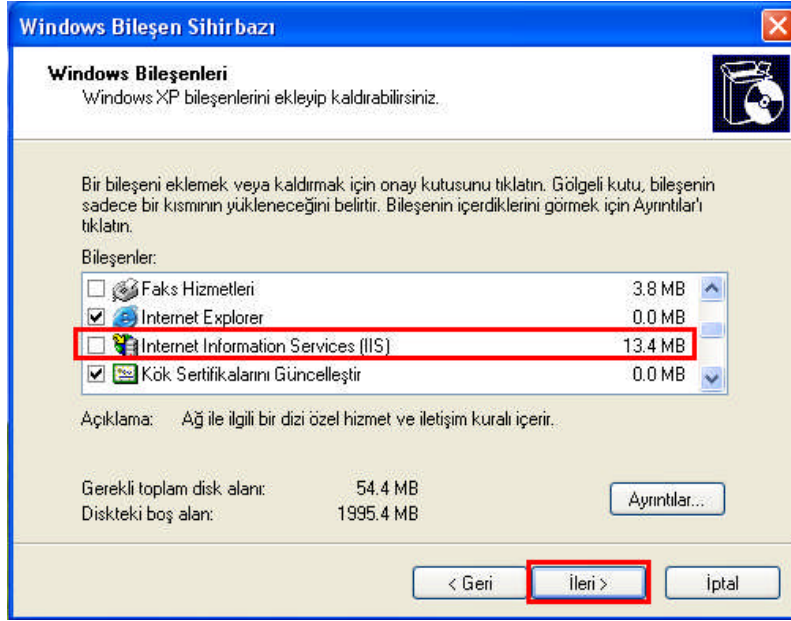 Windows Bileşen Sihirbazı
Windows Bileşenleri
Windows XP bileşenlerini ekleyip kaldırabilirsiniz.
Bir bileşeni eklemek veya kaldırmak için onay kutusunu tıklatın. Gölgeli kutu, bileşenin
sadece bir kısmının yükleneceğini belirtir. Bileşenin içerdiklerini görmek için Ayrıntılar'ı
tıklatın.
Bileşenler:
Faks Hizmetleri 3.8 MB
Internet Explorer 0.0 MB
Internet Information Services (IIS) 13.4 MB
Kök Sertifikalarını Güncelleştir 0.0 MB
Açıklama: Ağ ile ilgili bir dizi özel hizmet ve iletişim kuralı içerir.
Gerekli toplam disk alanı: 54.4 MB
Diskteki boş alan: 1995.4 MB
Ayrıntılar...
< Geri İleri > İptal